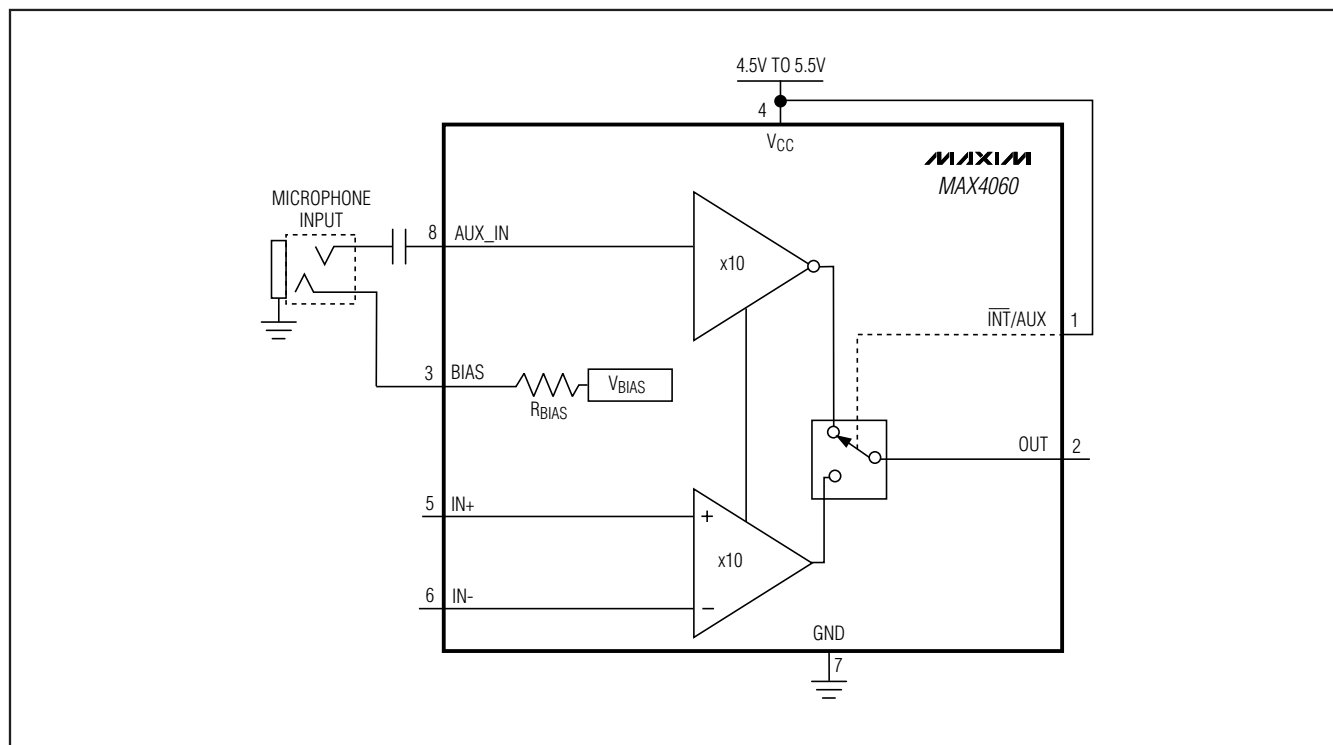 4.5V TO 5.5V
4
VCC
MAXIM
MAX4060
MICROPHONE
INPUT
8
AUX_IN
x10
INT/AUX
1
3
BIAS
VBIAS
RBIAS
OUT
2
5
IN+
+
x10
6
IN-
−
GND
7